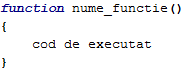 function nume_functie()
{
cod de executat
}